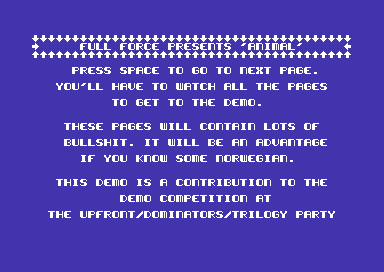 FULL FORCE PRESENTS 'ANIMAL'
PRESS SPACE TO GO TO NEXT PAGE.
YOU'LL HAVE TO WATCH ALL THE PAGES
TO GET TO THE DEMO.
THESE PAGES WILL CONTAIN LOTS OF
BULLSHIT. IT WILL BE AN ADVANTAGE
IF YOU KNOW SOME NORWEGIAN.
THIS DEMO IS A CONTRIBUTION TO THE
DEMO COMPETITION AT
THE UPFRONT/DOMINATORS/TRILOGY PARTY